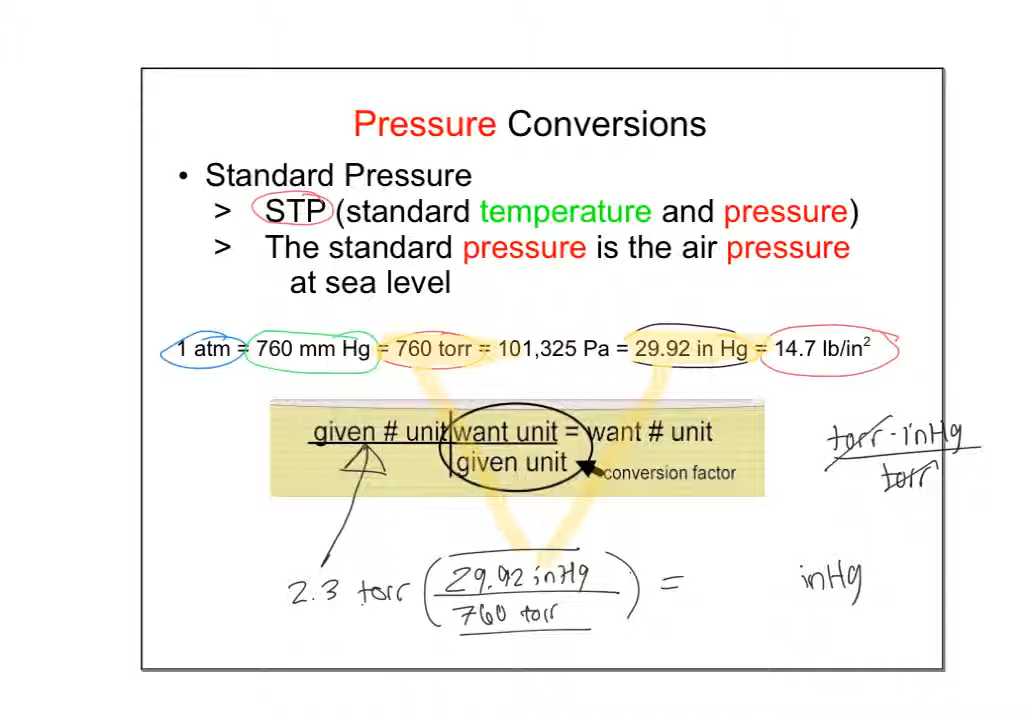 Pressure Conversions
• Standard Pressure
> STP (standard temperature and pressure)
> The standard pressure is the air pressure
at sea level
1 atm = 760 mm Hg = 760 torr = 101,325 Pa = 29.92 in Hg = 14.7 lb/in²
given # unit want unit = want # unit
given unit
conversion factor
torr · inHg
torr
2.3 torr ( 29.92 inHg ) = inHg
760 torr